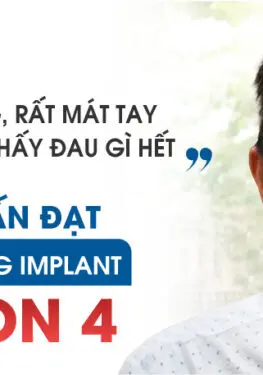 , RẤT MÁT TAY
HẤY ĐAU GÌ HẾT ”
ẤN ĐẠT
G IMPLANT
ON 4